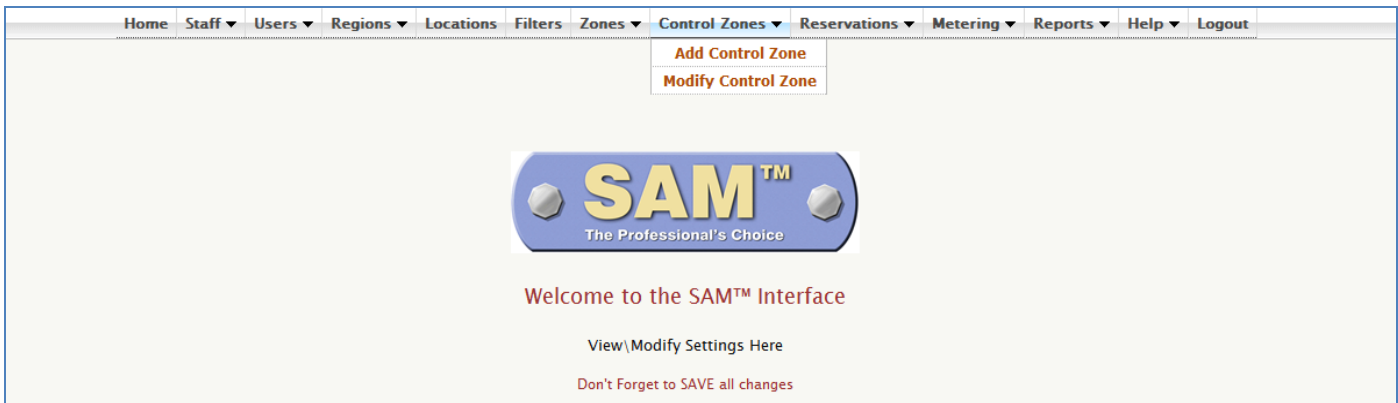 Home Staff Users Regions Locations Filters Zones Control Zones Reservations Metering Reports Help Logout
Add Control Zone
Modify Control Zone
SAM™
The Professional's Choice
Welcome to the SAM™ Interface
View\Modify Settings Here
Don't Forget to SAVE all changes